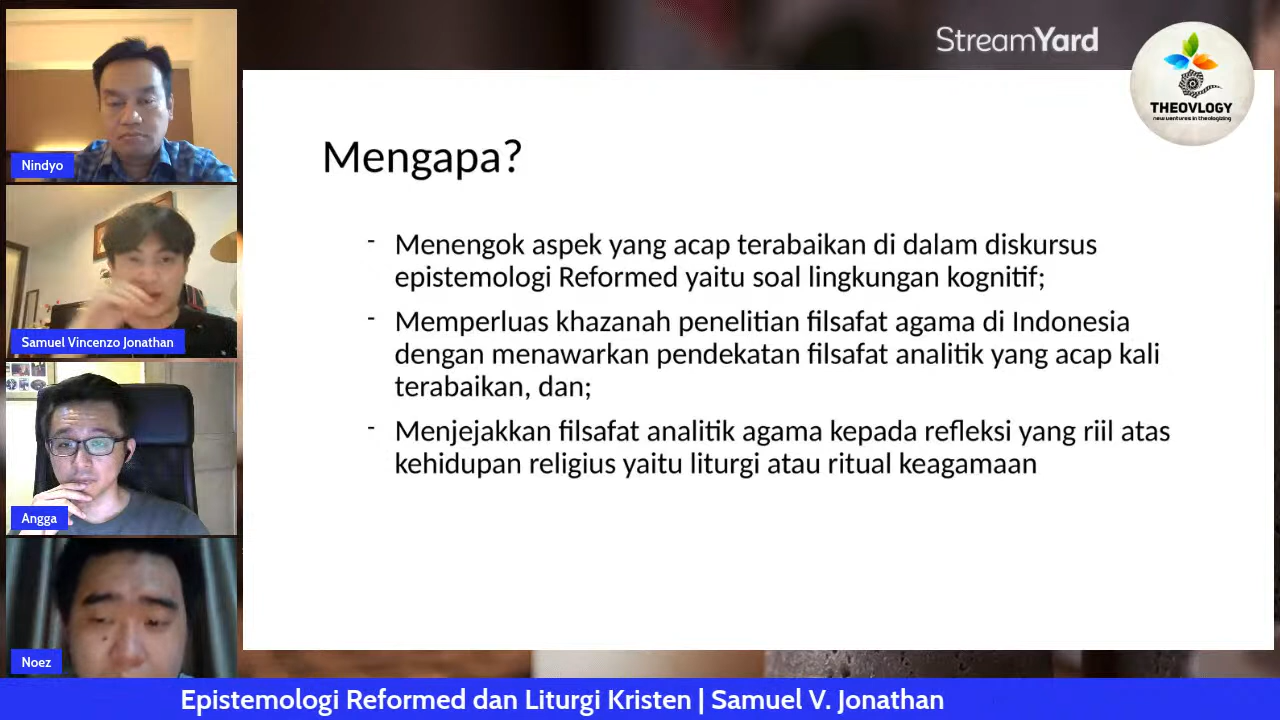 StreamYard
THEOVLOGY
new ventures in theologizing
Nindyo
Samuel Vincenzo Jonathan
Angga
Noez
Mengapa?
- Menengok aspek yang acap terabaikan di dalam diskursus
epistemologi Reformed yaitu soal lingkungan kognitif;
- Memperluas khazanah penelitian filsafat agama di Indonesia
dengan menawarkan pendekatan filsafat analitik yang acap kali
terabaikan, dan;
- Menjejakkan filsafat analitik agama kepada refleksi yang riil atas
kehidupan religius yaitu liturgi atau ritual keagamaan
Epistemologi Reformed dan Liturgi Kristen | Samuel V. Jonathan